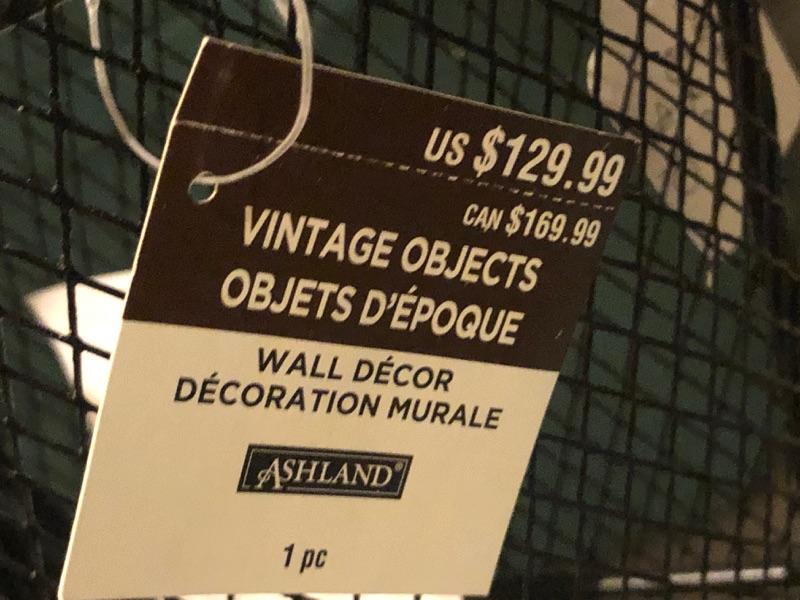 US $129.99
CAN $169.99
VINTAGE OBJECTS
OBJETS D'ÉPOQUE
WALL DÉCOR
DÉCORATION MURALE
ASHLAND®
1 pc